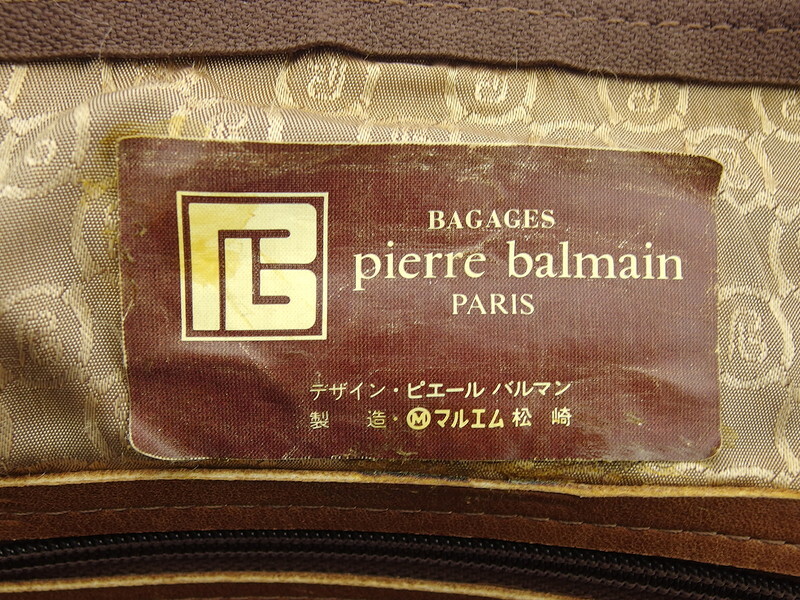 BAGAGES
pierre balmain
PARIS
デザイン・ピエール バルマン
製 造・Ⓜマルエム 松 崎